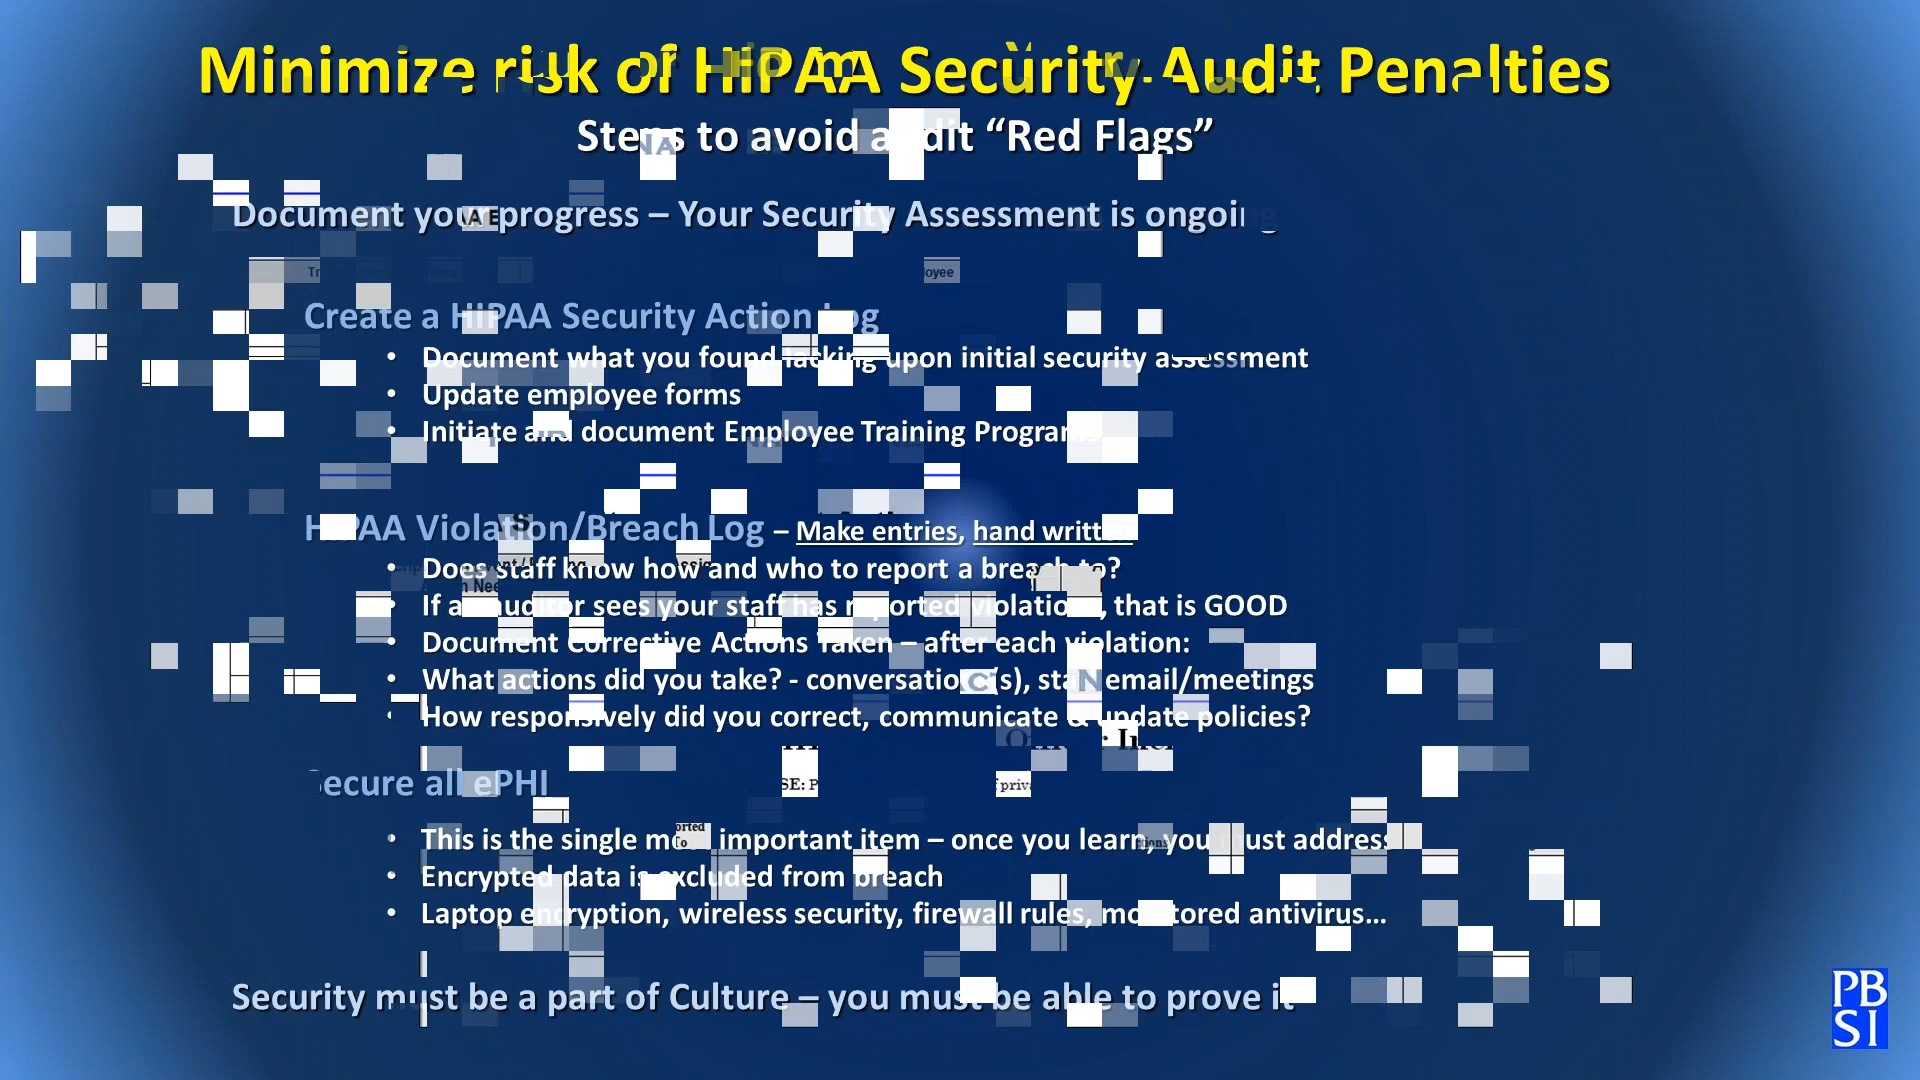 Minimize risk of HIPAA Security Audit Penalties
Steps to avoid audit “Red Flags”
Document your progress – Your Security Assessment is ongoing
Create a HIPAA Security Action Log
• Document what you found lacking upon initial security assessment
• Update employee forms
• Initiate and document Employee Training Programs
HIPAA Violation/Breach Log – Make entries, hand written
• Does staff know how and who to report a breach to?
• If an auditor sees your staff has reported violations, that is GOOD
• Document Corrective Actions Taken – after each violation:
• What actions did you take? - conversation(s), staff email/meetings
• How responsively did you correct, communicate & update policies?
Secure all ePHI
• This is the single most important item – once you learn, you must address
• Encrypted data is excluded from breach
• Laptop encryption, wireless security, firewall rules, monitored antivirus…
Security must be a part of Culture – you must be able to prove it
PB
SI